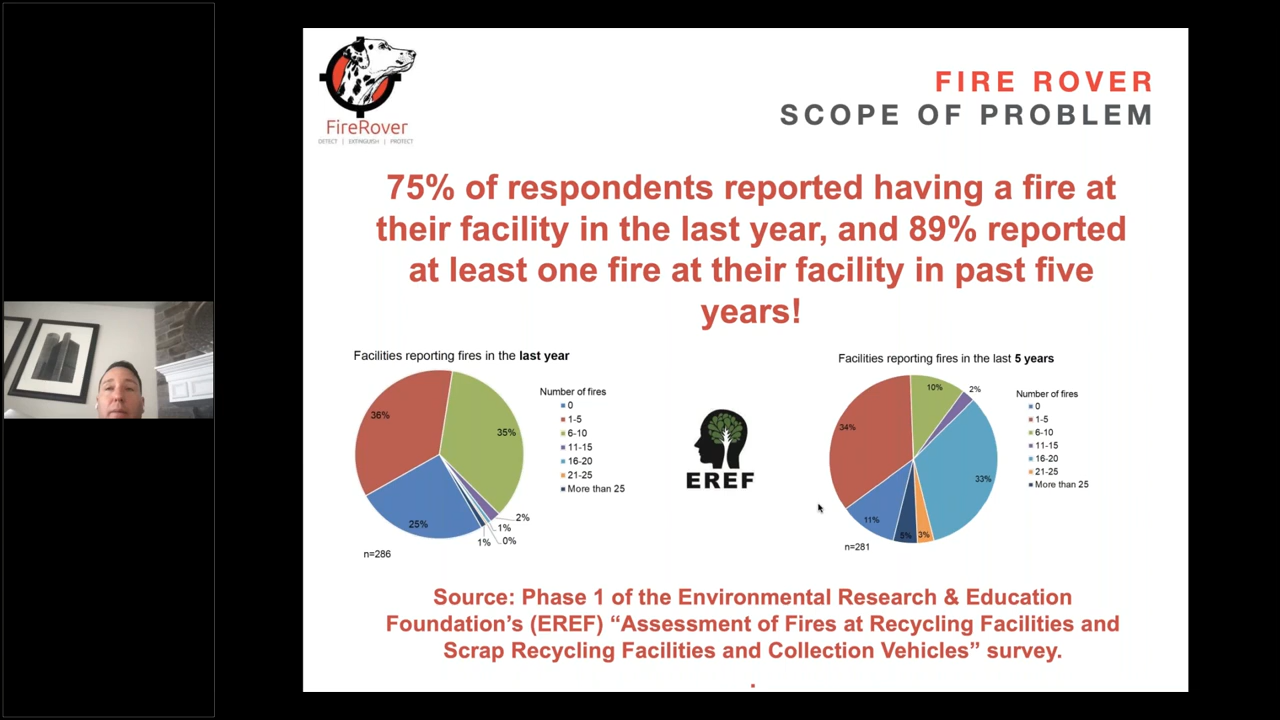 FireRover
DETECT | EXTINGUISH | PROTECT
FIRE ROVER
SCOPE OF PROBLEM
75% of respondents reported having a fire at
their facility in the last year, and 89% reported
at least one fire at their facility in past five
years!
Facilities reporting fires in the last year
36%
35%
25%
2%
1%
0%
1%
Number of fires
0
1-5
6-10
11-15
16-20
21-25
More than 25
n=286
EREF
Facilities reporting fires in the last 5 years
10%
2%
34%
33%
11%
5%
3%
Number of fires
0
1-5
6-10
11-15
16-20
21-25
More than 25
n=281
Source: Phase 1 of the Environmental Research & Education
Foundation’s (EREF) “Assessment of Fires at Recycling Facilities and
Scrap Recycling Facilities and Collection Vehicles” survey.
.